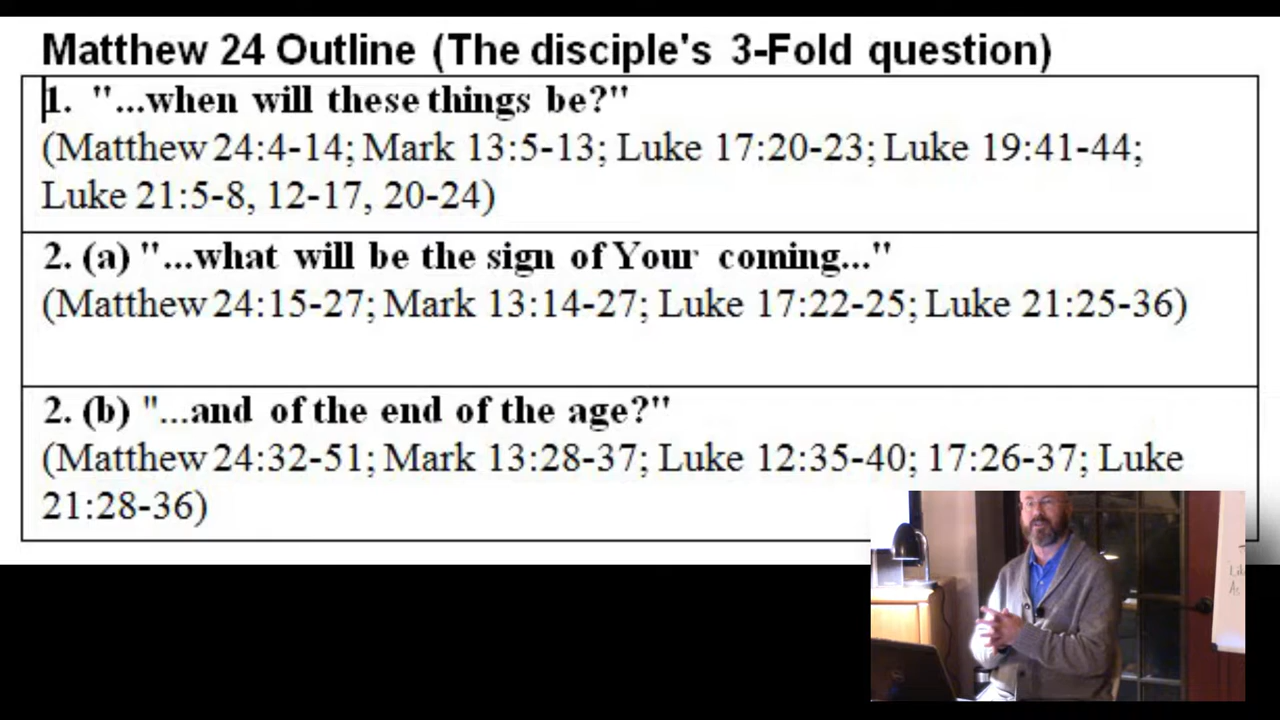 Matthew 24 Outline (The disciple's 3-Fold question)
1. "...when will these things be?"
(Matthew 24:4-14; Mark 13:5-13; Luke 17:20-23; Luke 19:41-44;
Luke 21:5-8, 12-17, 20-24)
2. (a) "...what will be the sign of Your coming..."
(Matthew 24:15-27; Mark 13:14-27; Luke 17:22-25; Luke 21:25-36)
2. (b) "...and of the end of the age?"
(Matthew 24:32-51; Mark 13:28-37; Luke 12:35-40; 17:26-37; Luke
21:28-36)